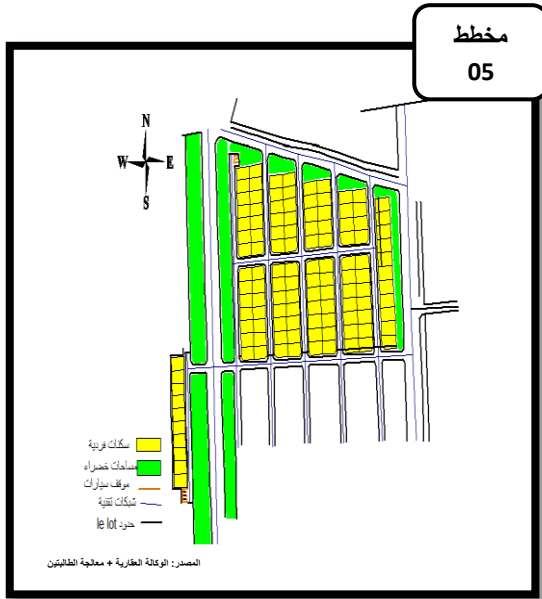 مخطط
05
N
W E
S
سكنات فردية
مساحات خضراء
موقف سيارات
شبكات تقنية
حدود le lot
المصدر: الوكالة العقارية + معالجة الطالبتين